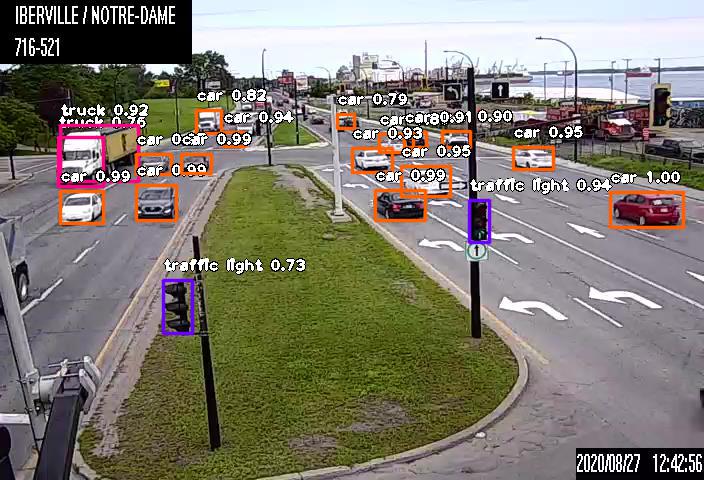 IBERVILLE / NOTRE-DAME
716-521
car 0.82
car 0.79
truck 0.92
truck 0.76
car 0.94
0.91
0.90
car 0.93
car 0.99
car 0.95
car 0.95
car 0.99
0.99
car 0.99
traffic light 0.94
car 1.00
traffic light 0.73
2020/08/27 12:42:56